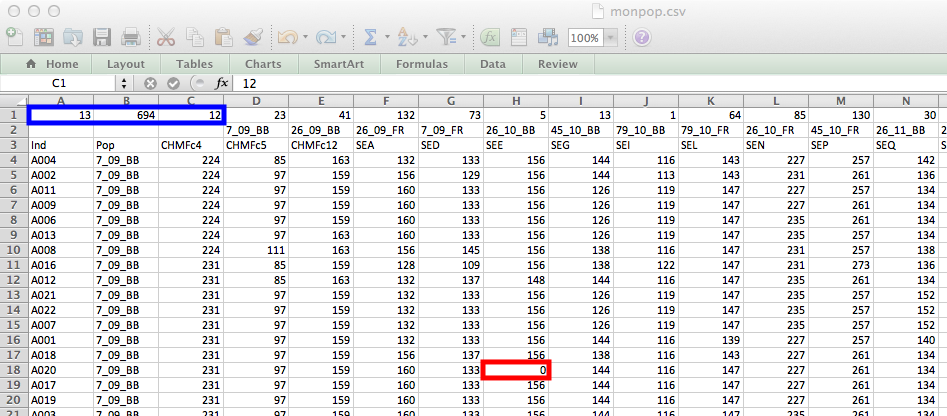 monpop.csv
100%
Home Layout Tables Charts SmartArt Formulas Data Review
C1 fx 12
A B C D E F G H I J K L M N
1 13 694 12 23 41 132 73 5 13 1 64 85 130 30
2 7_09_BB 26_09_BB 26_09_FR 7_09_FR 26_10_BB 45_10_BB 79_10_BB 79_10_FR 26_10_FR 45_10_FR 26_11_BB 2
3 Ind Pop CHMFc4 CHMFc5 CHMFc12 SEA SED SEE SEG SEI SEL SEN SEP SEQ
4 A004 7_09_BB 224 85 163 132 133 156 144 116 143 227 257 142
5 A002 7_09_BB 224 97 159 156 129 156 144 113 143 231 261 136
6 A011 7_09_BB 224 97 159 160 133 156 126 119 147 227 257 134
7 A009 7_09_BB 224 97 159 160 133 156 126 119 147 227 261 134
8 A006 7_09_BB 224 97 159 160 133 156 126 119 147 235 261 134
9 A013 7_09_BB 224 97 163 160 133 156 126 119 147 235 257 134
10 A008 7_09_BB 224 111 163 156 145 156 138 116 147 231 257 138
11 A016 7_09_BB 231 85 159 128 109 156 138 122 147 231 273 136
12 A012 7_09_BB 231 85 163 132 137 148 144 116 147 227 261 134
13 A021 7_09_BB 231 97 159 132 133 156 126 119 147 235 257 152
14 A022 7_09_BB 231 97 159 132 133 156 126 119 147 235 257 152
15 A007 7_09_BB 231 97 159 132 133 156 126 119 147 235 257 152
16 A001 7_09_BB 231 97 159 132 133 156 144 116 139 227 257 140
17 A018 7_09_BB 231 97 159 156 137 156 138 116 143 227 261 134
18 A020 7_09_BB 231 97 159 160 133 0 144 116 147 227 261 134
19 A017 7_09_BB 231 97 159 160 133 156 144 116 147 227 261 134
20 A019 7_09_BB 231 97 159 160 133 156 144 116 147 227 261 134
21 A003 7_09_BB 231 97 159 160 133 156 144 116 147 227 261 134